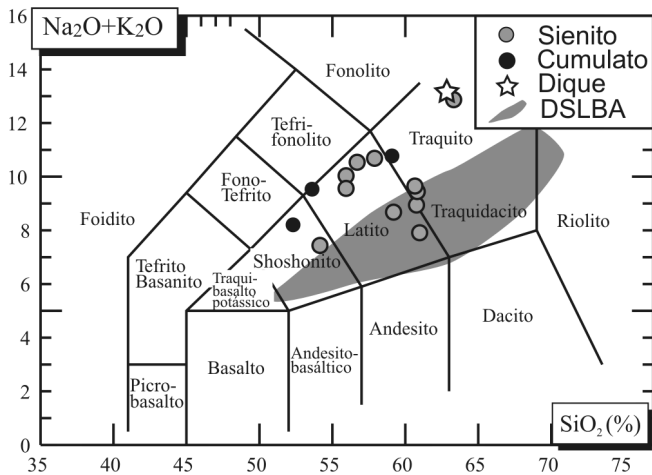 Na2O+K2O
Sienito
Cumulato
Dique
DSLBA
16
14
12
10
8
6
4
2
0
Fonolito
Tefri-
fonolito
Traquito
Fono-
Tefrito
Foidito
Latito
Traquidacito
Riolito
Tefrito
Basanito
Shoshonito
Traqui-
basalto
potássico
Andesito
Dacito
Basalto
Andesito-
basáltico
Picro-
basalto
SiO2(%)
35 40 45 50 55 60 65 70 75